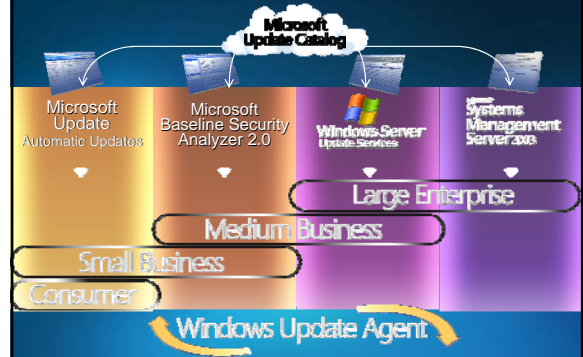 Microsoft
Update Catalog
Microsoft
Update
Automatic Updates
Microsoft
Baseline Security
Analyzer 2.0
Windows Server
Update Services
Systems
Management
Server 2003
Large Enterprise
Medium Business
Small Business
Consumer
Windows Update Agent